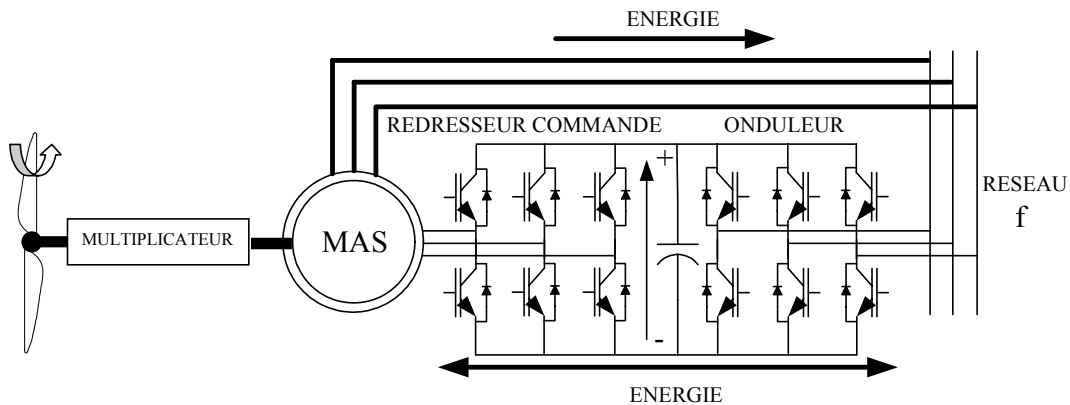 ENERGIE
REDRESSEUR COMMANDE
ONDULEUR
+
RESEAU
f
MULTIPLICATEUR
MAS
-
ENERGIE